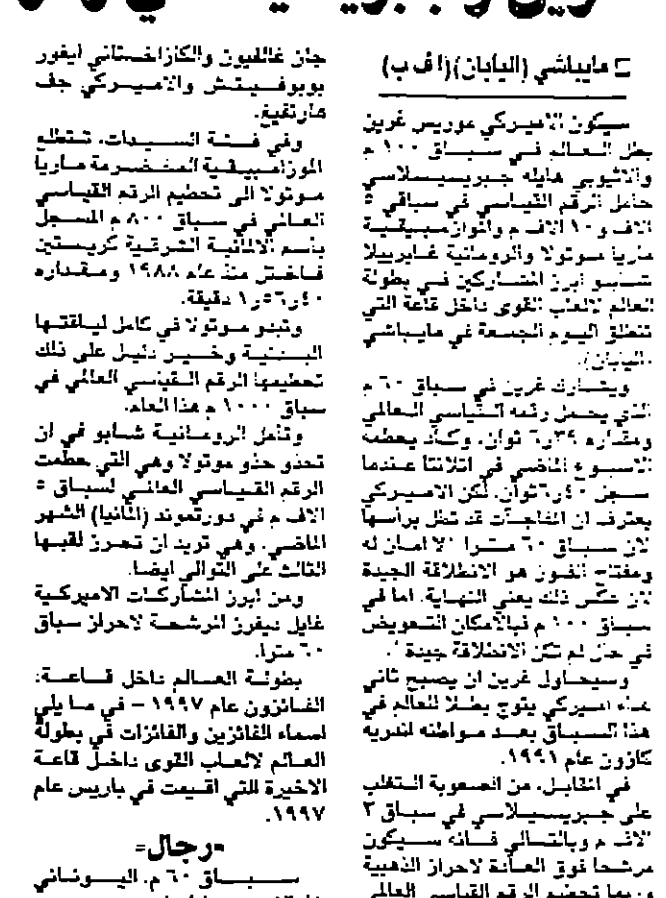 □ مايباشي (اليابان) (ا ف ب)
سيكون الاميركي موريس غرين
بطل العالم في سباق ١٠٠ م
والاثيوبي هايله جبريسيلاسي
حامل الرقم القياسي في سباقي ٥
الاف و١٠ الاف م والموزامبيقية
ماريا موتولا والرومانية غابرييلا
شابو ابرز المشاركين في بطولة
العالم لالعاب القوى داخل قاعة التي
تنطلق اليوم الجمعة في مايباشي
(اليابان).
ويشارك غرين في سباق ٦٠ م
الذي يحمل رقمه القياسي العالمي
ومقداره ٦,٣٩ ثوان، وكاد يحطمه
الاسبوع الماضي في اتلانتا عندما
سجل ٦,٤٠ ثوان. لكن الاميركي
يعترف ان المفاجآت قد تطل برأسها
لان سباق ٦٠ مترا "لا امان له
ومفتاح الفوز هو الانطلاقة الجيدة
لان عكس ذلك يعني النهاية. اما في
سباق ١٠٠ م فبالامكان التعويض
في حال لم تكن الانطلاقة جيدة".
وسيحاول غرين ان يصبح ثاني
عداء اميركي يتوج بطلا للعالم في
هذا السباق بعد مواطنه اندريه
كازون عام ١٩٩١.
في المقابل، من الصعوبة التغلب
على جبريسيلاسي في سباق ٣
الاف م وبالتالي فانه سيكون
مرشحا فوق العادة لاحراز الذهبية
وربما تحطيم الرقم القياسي العالمي
جان غالفيون والكازاخستاني ايغور
بوبوفيتش والاميركي جف
هارتفيغ.
وفي فئة السيدات، تتطلع
الموزامبيقية المخضرمة ماريا
موتولا الى تحطيم الرقم القياسي
العالمي في سباق ٨٠٠ م المسجل
باسم الالمانية الشرقية كريستين
فاختل منذ عام ١٩٨٨ ومقداره
١,٥٦,٤٠ دقيقة.
وتبدو موتولا في كامل لياقتها
البدنية وخير دليل على ذلك
تحطيمها الرقم القياسي العالمي في
سباق ١٠٠٠ م هذا العام.
وتأمل الرومانية شابو في ان
تحذو حذو موتولا وهي التي حطمت
الرقم القياسي العالمي لسباق ٥
الاف م في دورتموند (المانيا) الشهر
الماضي. وهي تريد ان تحرز لقبها
الثالث على التوالي ايضا.
ومن ابرز المشاركات الاميركية
غايل ديفرز المرشحة لاحراز سباق
٦٠ مترا.
بطولة العالم داخل قاعة:
الفائزون عام ١٩٩٧ – في ما يلي
اسماء الفائزين والفائزات في بطولة
العالم لالعاب القوى داخل قاعة
الاخيرة التي اقيمت في باريس عام
١٩٩٧.
-رجال=
سباق ٦٠ م. اليوناني